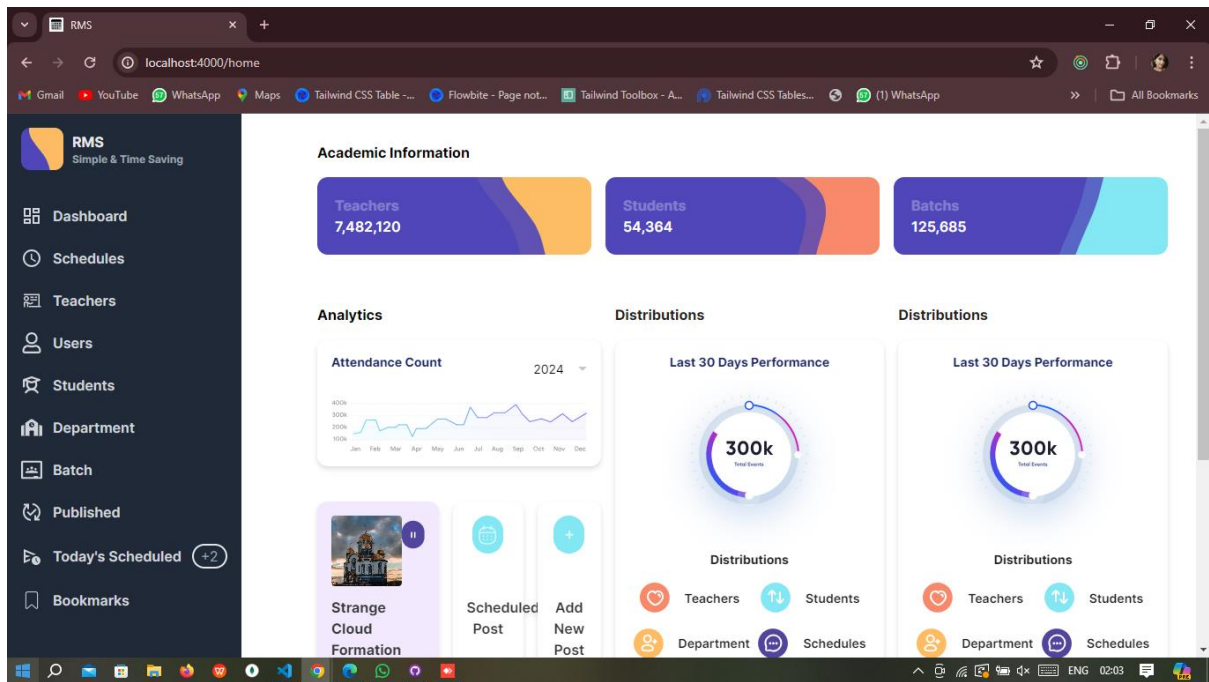 RMS
localhost:4000/home
Gmail
YouTube
WhatsApp
Maps
Tailwind CSS Table -...
Flowbite - Page not...
Tailwind Toolbox - A...
Tailwind CSS Tables...
(1) WhatsApp
»
All Bookmarks
RMS
Simple & Time Saving
Dashboard
Schedules
Teachers
Users
Students
Department
Batch
Published
Today's Scheduled +2
Bookmarks
Academic Information
Teachers
7,482,120
Students
54,364
Batchs
125,685
Analytics
Attendance Count
2024
400k
300k
200k
100k
Jan Feb Mar Apr May Jun Jul Aug Sep Oct Nov Dec
Strange
Cloud
Formation
Scheduled
Post
Add
New
Post
Distributions
Last 30 Days Performance
300k
Total Events
Distributions
Teachers
Students
Department
Schedules
Distributions
Last 30 Days Performance
300k
Total Events
Distributions
Teachers
Students
Department
Schedules
ENG
02:03
PRE